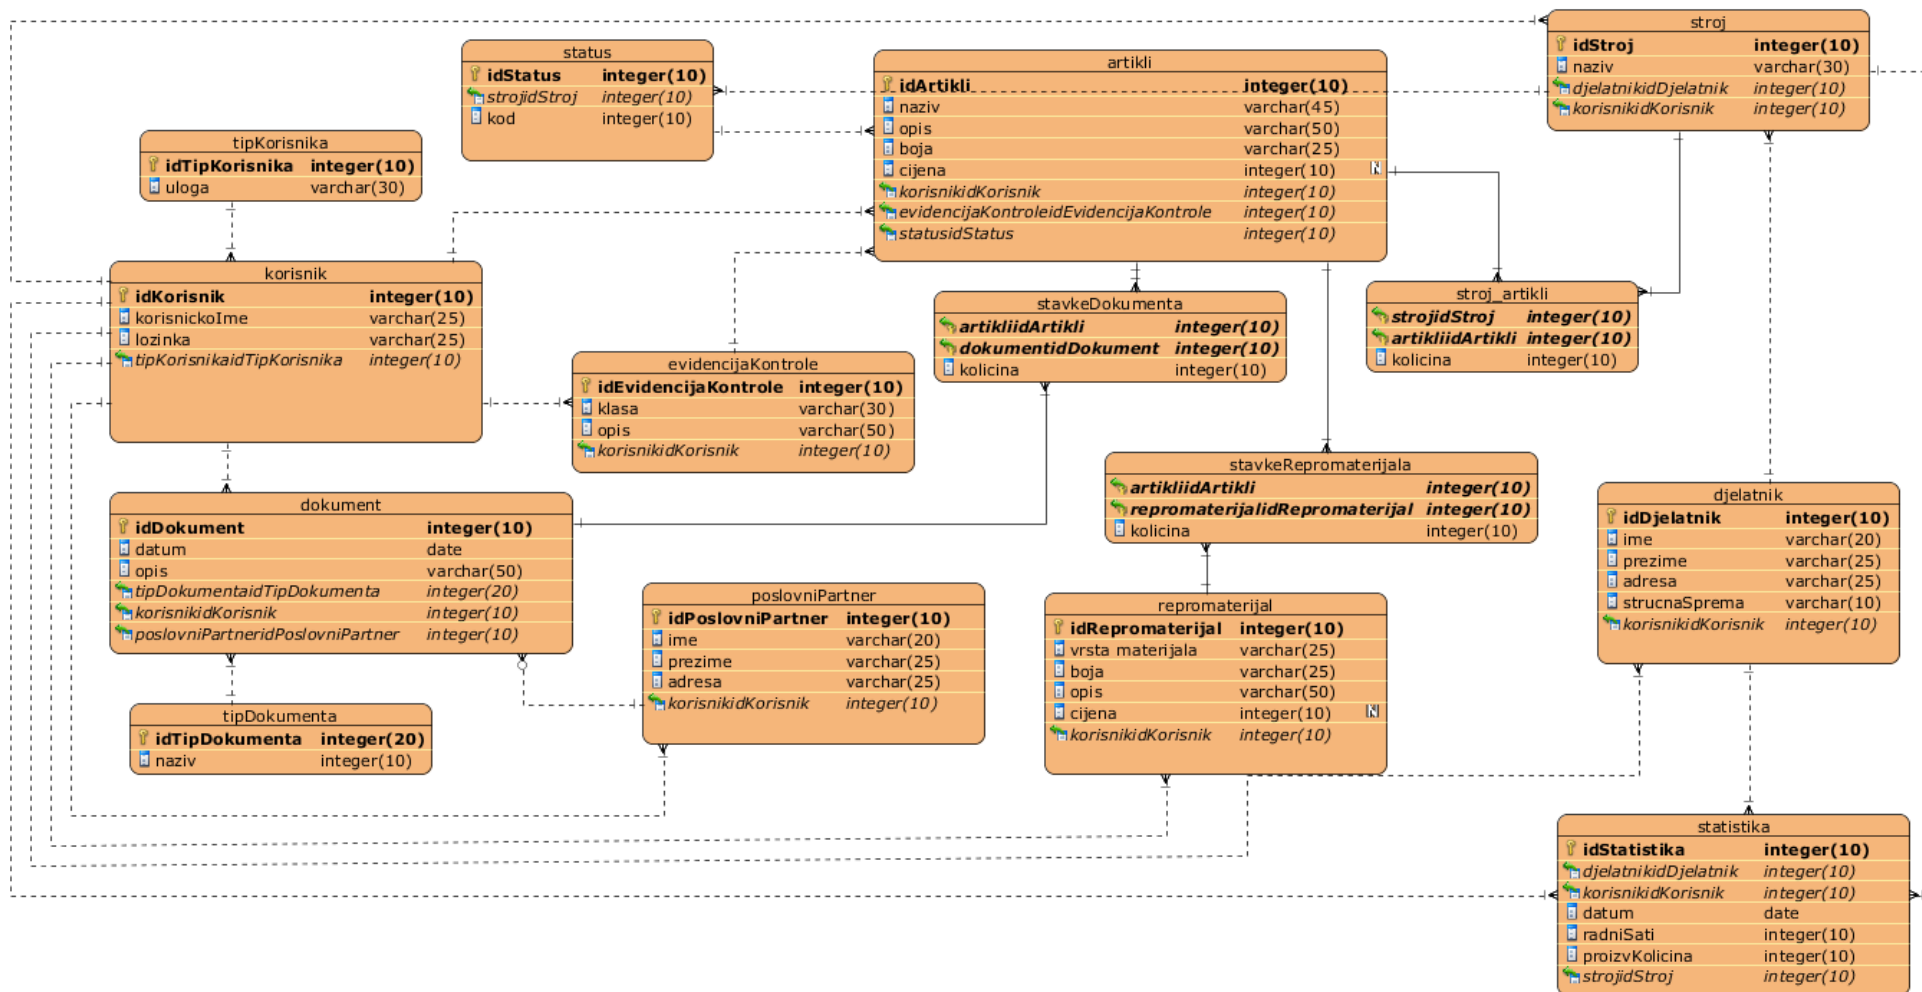 stroj
idStroj integer(10)
naziv varchar(30)
djelatnikidDjelatnik integer(10)
korisnikidKorisnik integer(10)
status
idStatus integer(10)
strojidStroj integer(10)
kod integer(10)
artikli
idArtikli integer(10)
naziv varchar(45)
opis varchar(50)
boja varchar(25)
cijena integer(10) N
korisnikidKorisnik integer(10)
evidencijaKontroleidEvidencijaKontrole integer(10)
statusidStatus integer(10)
tipKorisnika
idTipKorisnika integer(10)
uloga varchar(30)
korisnik
idKorisnik integer(10)
korisnickoIme varchar(25)
lozinka varchar(25)
tipKorisnikaidTipKorisnika integer(10)
stroj_artikli
strojidStroj integer(10)
artikliidArtikli integer(10)
kolicina integer(10)
stavkeDokumenta
artikliidArtikli integer(10)
dokumentidDokument integer(10)
kolicina integer(10)
evidencijaKontrole
idEvidencijaKontrole integer(10)
klasa varchar(30)
opis varchar(50)
korisnikidKorisnik integer(10)
stavkeRepromaterijala
artikliidArtikli integer(10)
repromaterijalidRepromaterijal integer(10)
kolicina integer(10)
djelatnik
idDjelatnik integer(10)
ime varchar(20)
prezime varchar(25)
adresa varchar(25)
strucnaSprema varchar(10)
korisnikidKorisnik integer(10)
dokument
idDokument integer(10)
datum date
opis varchar(50)
tipDokumentaidTipDokumenta integer(20)
korisnikidKorisnik integer(10)
poslovniPartneridPoslovniPartner integer(10)
poslovniPartner
idPoslovniPartner integer(10)
ime varchar(20)
prezime varchar(25)
adresa varchar(25)
korisnikidKorisnik integer(10)
repromaterijal
idRepromaterijal integer(10)
vrsta materijala varchar(25)
boja varchar(25)
opis varchar(50)
cijena integer(10) N
korisnikidKorisnik integer(10)
tipDokumenta
idTipDokumenta integer(20)
naziv integer(10)
statistika
idStatistika integer(10)
djelatnikidDjelatnik integer(10)
korisnikidKorisnik integer(10)
datum date
radniSati integer(10)
proizvKolicina integer(10)
strojidStroj integer(10)